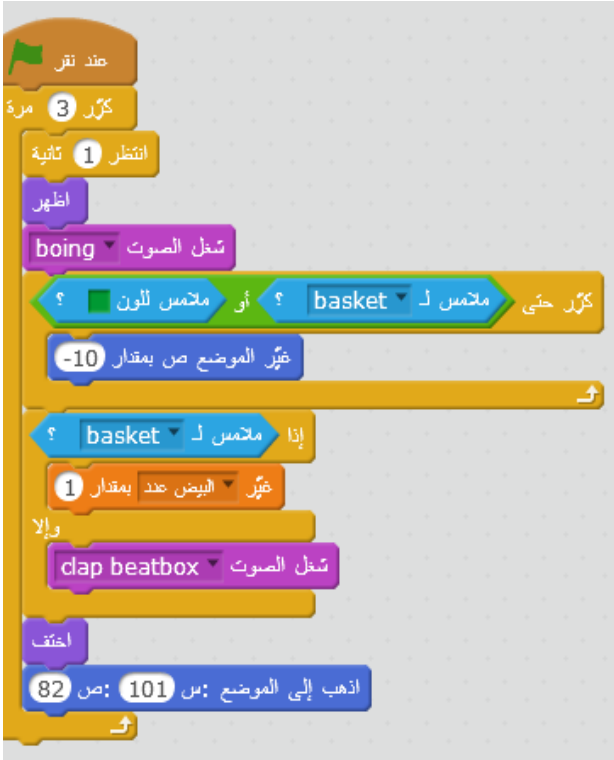 عند نقر
كرّر 3 مرة
انتظر 1 ثانية
اظهر
شغل الصوت boing
كرّر حتى ملامس لـ basket ؟ أو ملامس للون ؟
غيّر الموضع ص بمقدار -10
إذا ملامس لـ basket ؟
غيّر البيض عدد بمقدار 1
وإلا
شغل الصوت clap beatbox
اختف
اذهب إلى الموضع :س 101 :ص 82